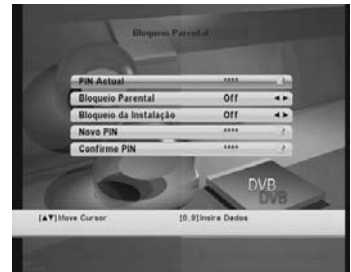 Bloqueio Parental
PIN Actual ****
Bloqueio Parental Off
Bloqueio da Instalação Off
Novo PIN ****
Confirme PIN ****
DVB
DVB
[▲▼]Move Cursor [0..9]Insira Dados